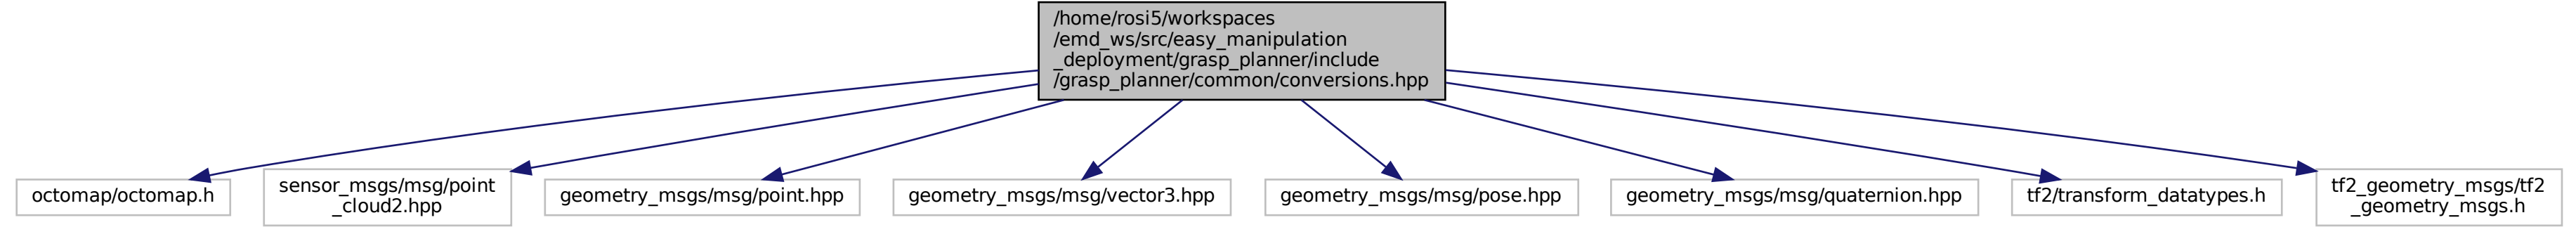 /home/rosi5/workspaces
/emd_ws/src/easy_manipulation
_deployment/grasp_planner/include
/grasp_planner/common/conversions.hpp
octomap/octomap.h
sensor_msgs/msg/point
_cloud2.hpp
geometry_msgs/msg/point.hpp
geometry_msgs/msg/vector3.hpp
geometry_msgs/msg/pose.hpp
geometry_msgs/msg/quaternion.hpp
tf2/transform_datatypes.h
tf2_geometry_msgs/tf2
_geometry_msgs.h